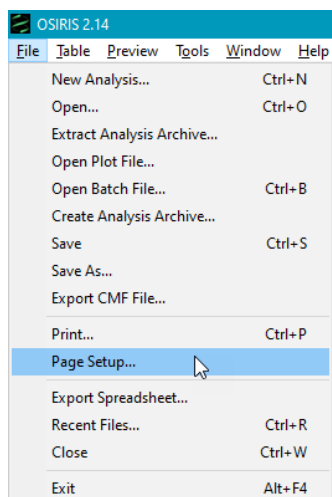 OSIRIS 2.14
File Table Preview Tools Window Help
New Analysis... Ctrl+N
Open... Ctrl+O
Extract Analysis Archive...
Open Plot File...
Open Batch File... Ctrl+B
Create Analysis Archive...
Save Ctrl+S
Save As...
Export CMF File...
Print... Ctrl+P
Page Setup...
Export Spreadsheet...
Recent Files... Ctrl+R
Close Ctrl+W
Exit Alt+F4